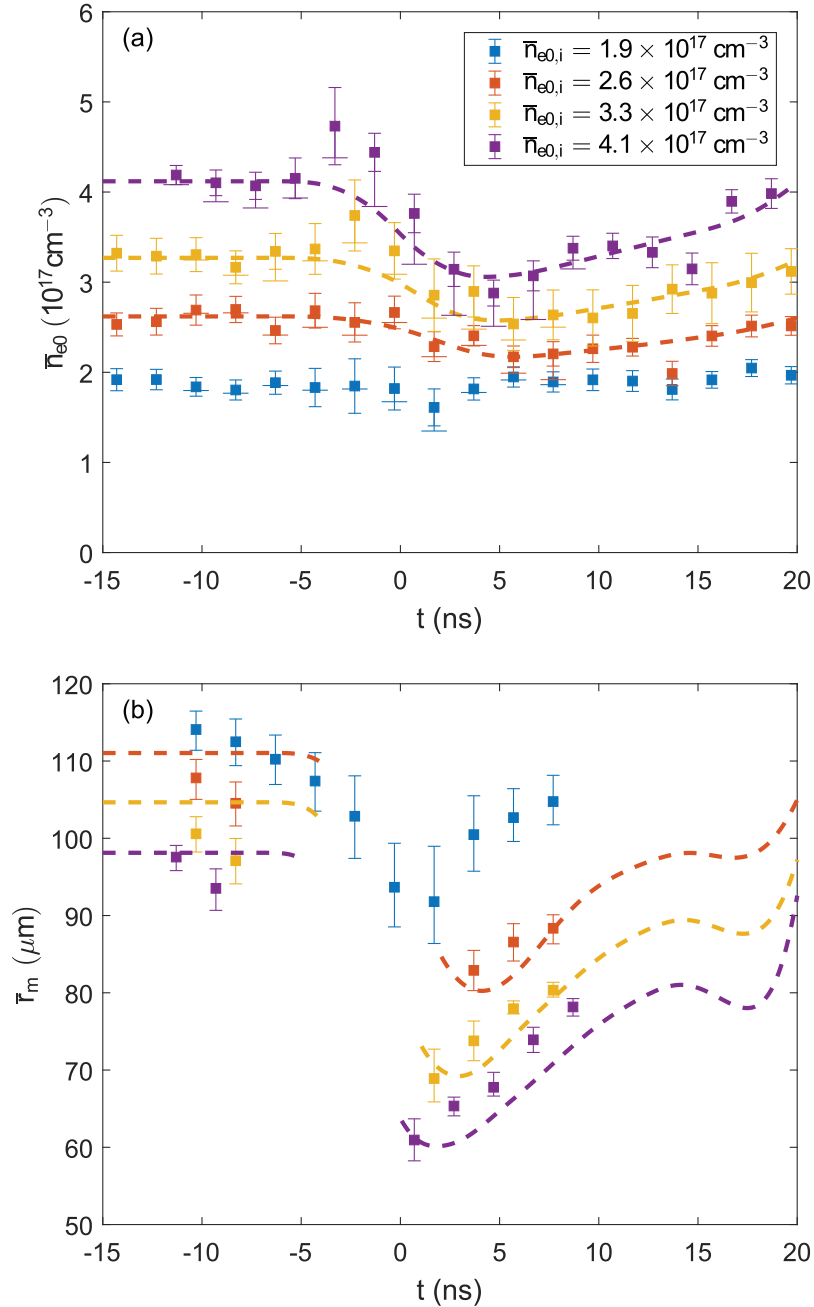 (a)
n̅e0,i = 1.9 × 10^17 cm^−3
n̅e0,i = 2.6 × 10^17 cm^−3
n̅e0,i = 3.3 × 10^17 cm^−3
n̅e0,i = 4.1 × 10^17 cm^−3
6
5
4
3
2
1
0
n̅e0 (10^17 cm^−3)
-15 -10 -5 0 5 10 15 20
t (ns)
(b)
120
110
100
90
80
70
60
50
r̅m (μm)
-15 -10 -5 0 5 10 15 20
t (ns)